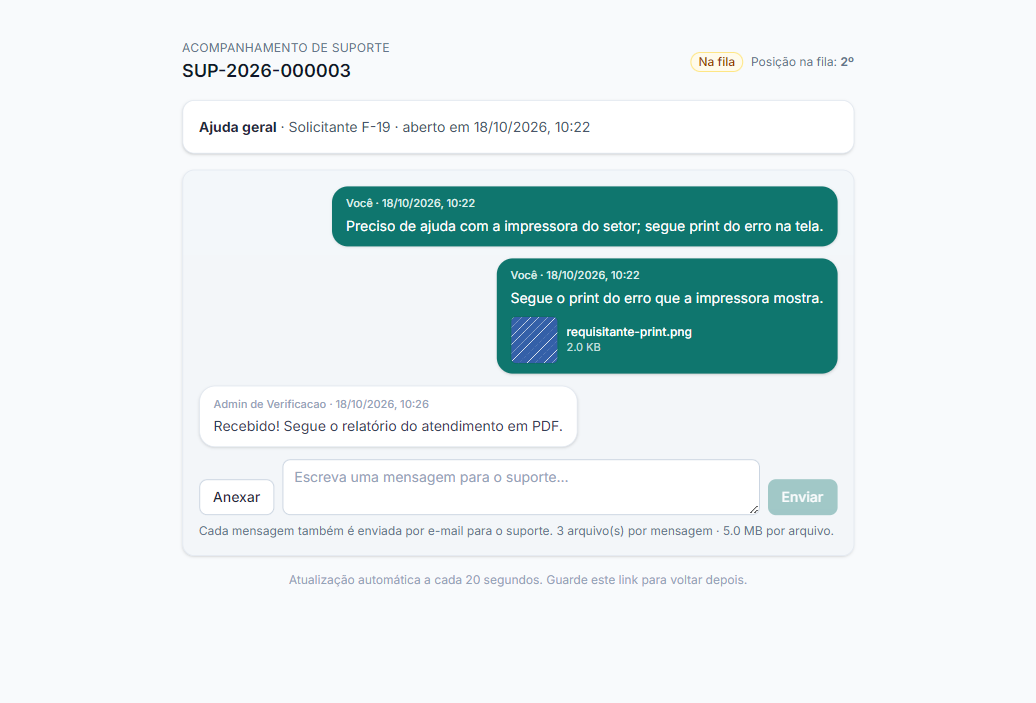 ACOMPANHAMENTO DE SUPORTE
SUP-2026-000003
Na fila
Posição na fila: 2º
Ajuda geral · Solicitante F-19 · aberto em 18/10/2026, 10:22
Você · 18/10/2026, 10:22
Preciso de ajuda com a impressora do setor; segue print do erro na tela.
Você · 18/10/2026, 10:22
Segue o print do erro que a impressora mostra.
requisitante-print.png
2.0 KB
Admin de Verificacao · 18/10/2026, 10:26
Recebido! Segue o relatório do atendimento em PDF.
Anexar
Escreva uma mensagem para o suporte...
Enviar
Cada mensagem também é enviada por e-mail para o suporte. 3 arquivo(s) por mensagem · 5.0 MB por arquivo.
Atualização automática a cada 20 segundos. Guarde este link para voltar depois.